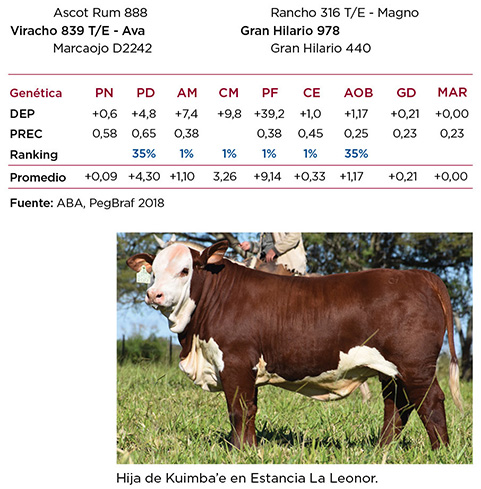 Ascot Rum 888 Rancho 316 T/E - Magno
Viracho 839 T/E - Ava Gran Hilario 978
Marcaojo D2242 Gran Hilario 440
Genética PN PD AM CM PF CE AOB GD MAR
DEP +0,6 +4,8 +7,4 +9,8 +39,2 +1,0 +1,17 +0,21 +0,00
PREC 0,58 0,65 0,38 0,38 0,45 0,25 0,23 0,23
Ranking 35% 1% 1% 1% 1% 35%
Promedio +0,09 +4,30 +1,10 3,26 +9,14 +0,33 +1,17 +0,21 +0,00
Fuente: ABA, PegBraf 2018
Hija de Kuimba'e en Estancia La Leonor.